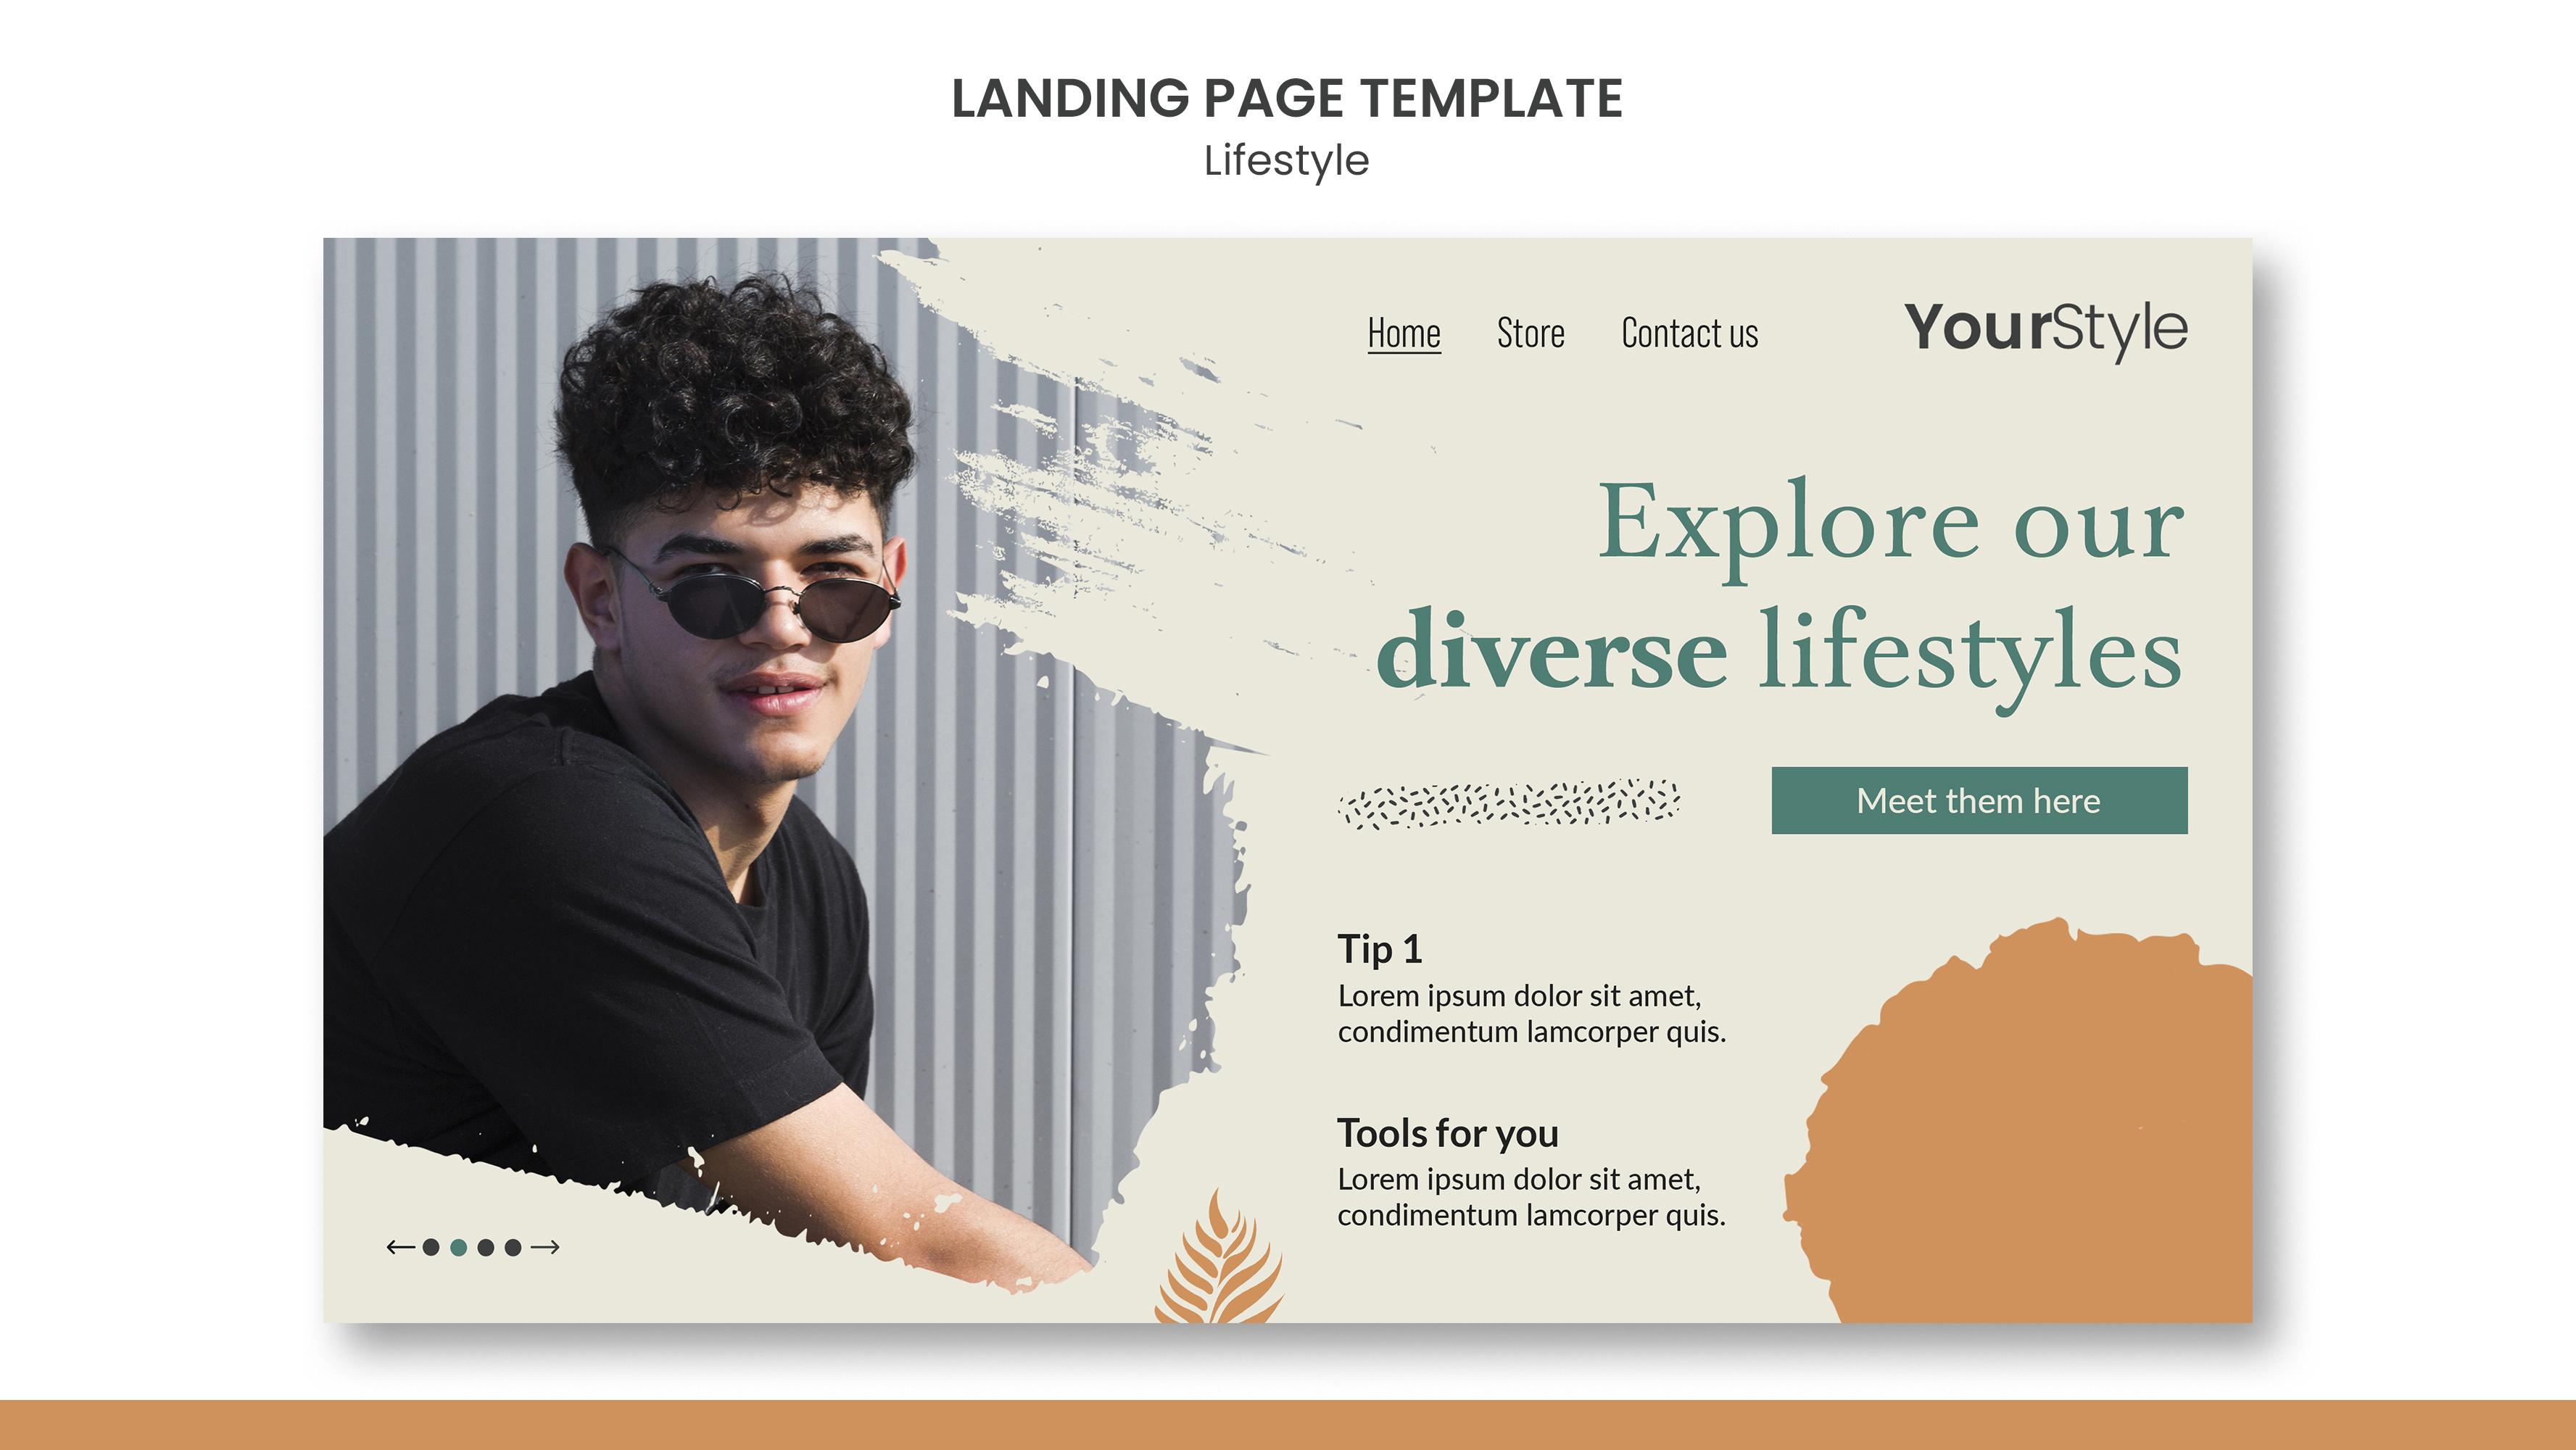 LANDING PAGE TEMPLATE
Lifestyle
Home Store Contact us
YourStyle
Explore our
diverse lifestyles
Meet them here
Tip 1
Lorem ipsum dolor sit amet,
condimentum lamcorper quis.
Tools for you
Lorem ipsum dolor sit amet,
condimentum lamcorper quis.